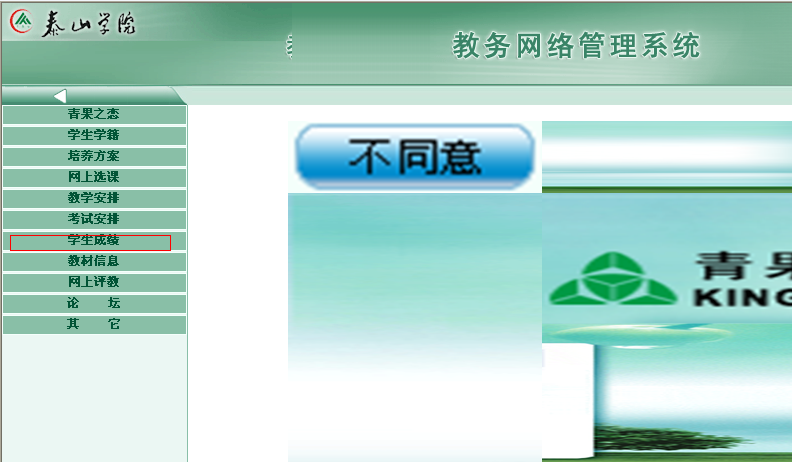 泰山学院
教务网络管理系统
青果之恋
学生学籍
培养方案
网上选课
教学安排
考试安排
学生成绩
教材信息
网上评教
论 坛
其 它
不同意
青果
KING